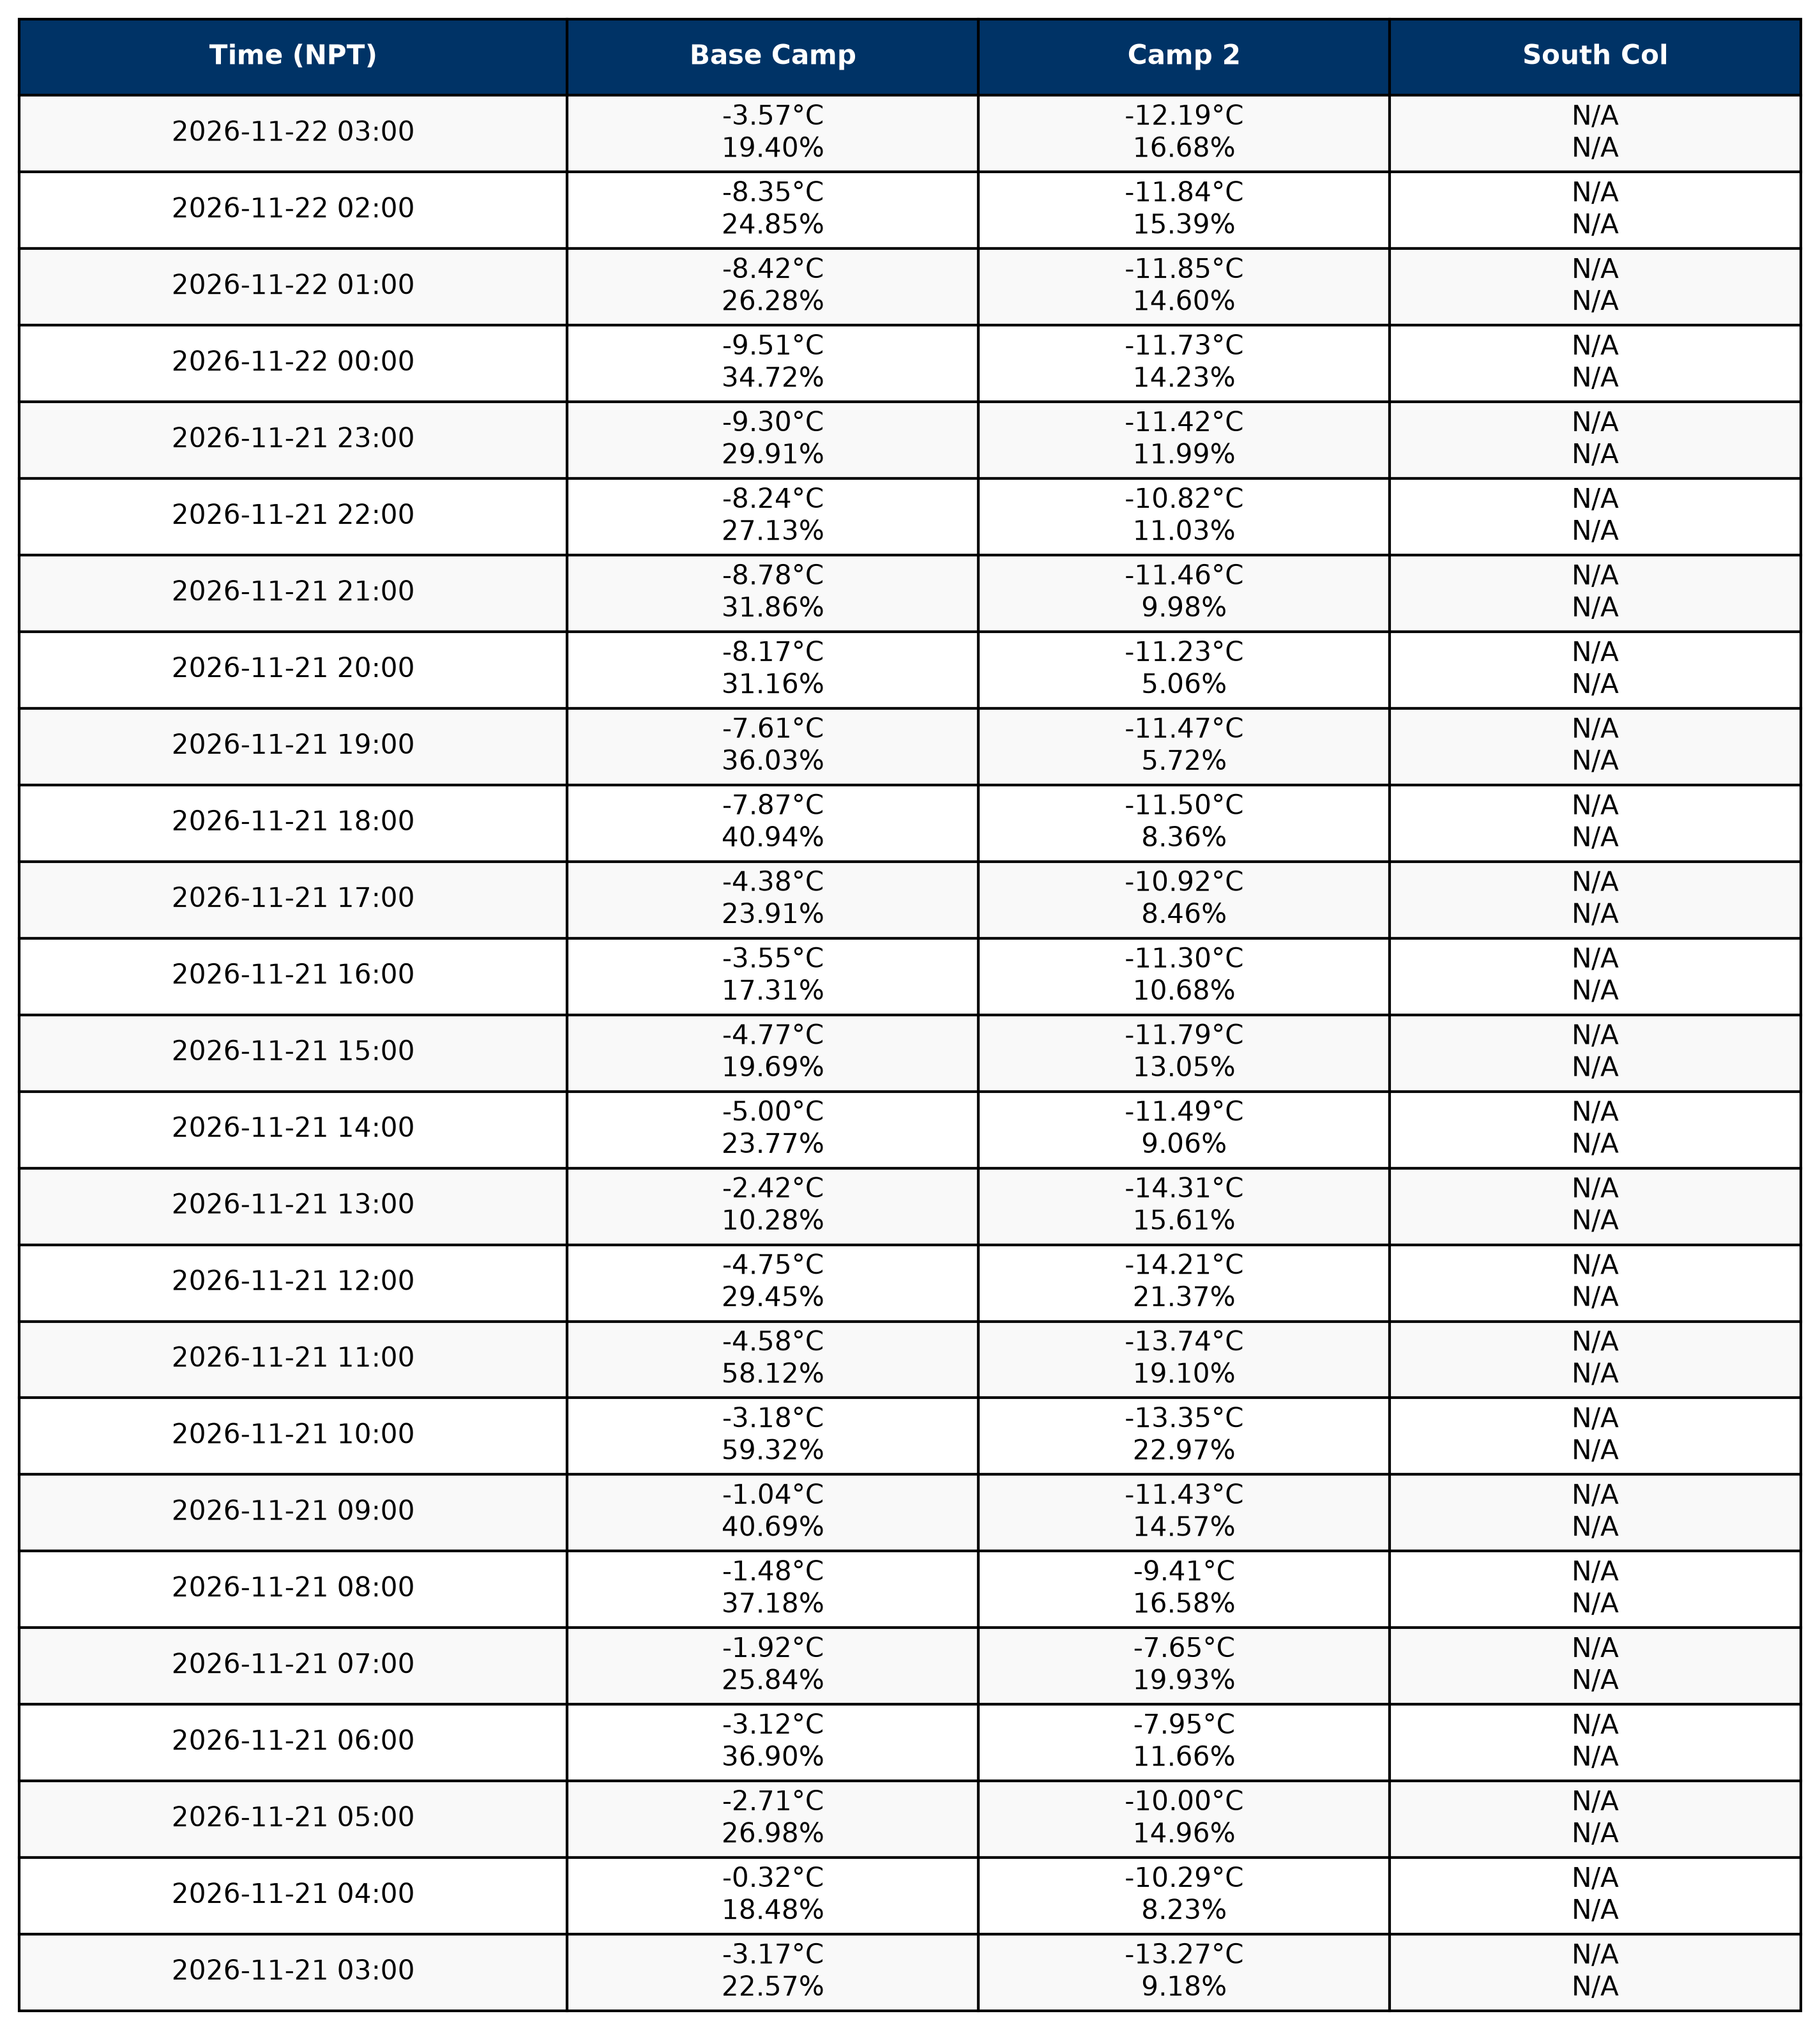 Time (NPT) Base Camp Camp 2 South Col
2026-11-22 03:00 -3.57°C -12.19°C N/A
19.40% 16.68% N/A
2026-11-22 02:00 -8.35°C -11.84°C N/A
24.85% 15.39% N/A
2026-11-22 01:00 -8.42°C -11.85°C N/A
26.28% 14.60% N/A
2026-11-22 00:00 -9.51°C -11.73°C N/A
34.72% 14.23% N/A
2026-11-21 23:00 -9.30°C -11.42°C N/A
29.91% 11.99% N/A
2026-11-21 22:00 -8.24°C -10.82°C N/A
27.13% 11.03% N/A
2026-11-21 21:00 -8.78°C -11.46°C N/A
31.86% 9.98% N/A
2026-11-21 20:00 -8.17°C -11.23°C N/A
31.16% 5.06% N/A
2026-11-21 19:00 -7.61°C -11.47°C N/A
36.03% 5.72% N/A
2026-11-21 18:00 -7.87°C -11.50°C N/A
40.94% 8.36% N/A
2026-11-21 17:00 -4.38°C -10.92°C N/A
23.91% 8.46% N/A
2026-11-21 16:00 -3.55°C -11.30°C N/A
17.31% 10.68% N/A
2026-11-21 15:00 -4.77°C -11.79°C N/A
19.69% 13.05% N/A
2026-11-21 14:00 -5.00°C -11.49°C N/A
23.77% 9.06% N/A
2026-11-21 13:00 -2.42°C -14.31°C N/A
10.28% 15.61% N/A
2026-11-21 12:00 -4.75°C -14.21°C N/A
29.45% 21.37% N/A
2026-11-21 11:00 -4.58°C -13.74°C N/A
58.12% 19.10% N/A
2026-11-21 10:00 -3.18°C -13.35°C N/A
59.32% 22.97% N/A
2026-11-21 09:00 -1.04°C -11.43°C N/A
40.69% 14.57% N/A
2026-11-21 08:00 -1.48°C -9.41°C N/A
37.18% 16.58% N/A
2026-11-21 07:00 -1.92°C -7.65°C N/A
25.84% 19.93% N/A
2026-11-21 06:00 -3.12°C -7.95°C N/A
36.90% 11.66% N/A
2026-11-21 05:00 -2.71°C -10.00°C N/A
26.98% 14.96% N/A
2026-11-21 04:00 -0.32°C -10.29°C N/A
18.48% 8.23% N/A
2026-11-21 03:00 -3.17°C -13.27°C N/A
22.57% 9.18% N/A